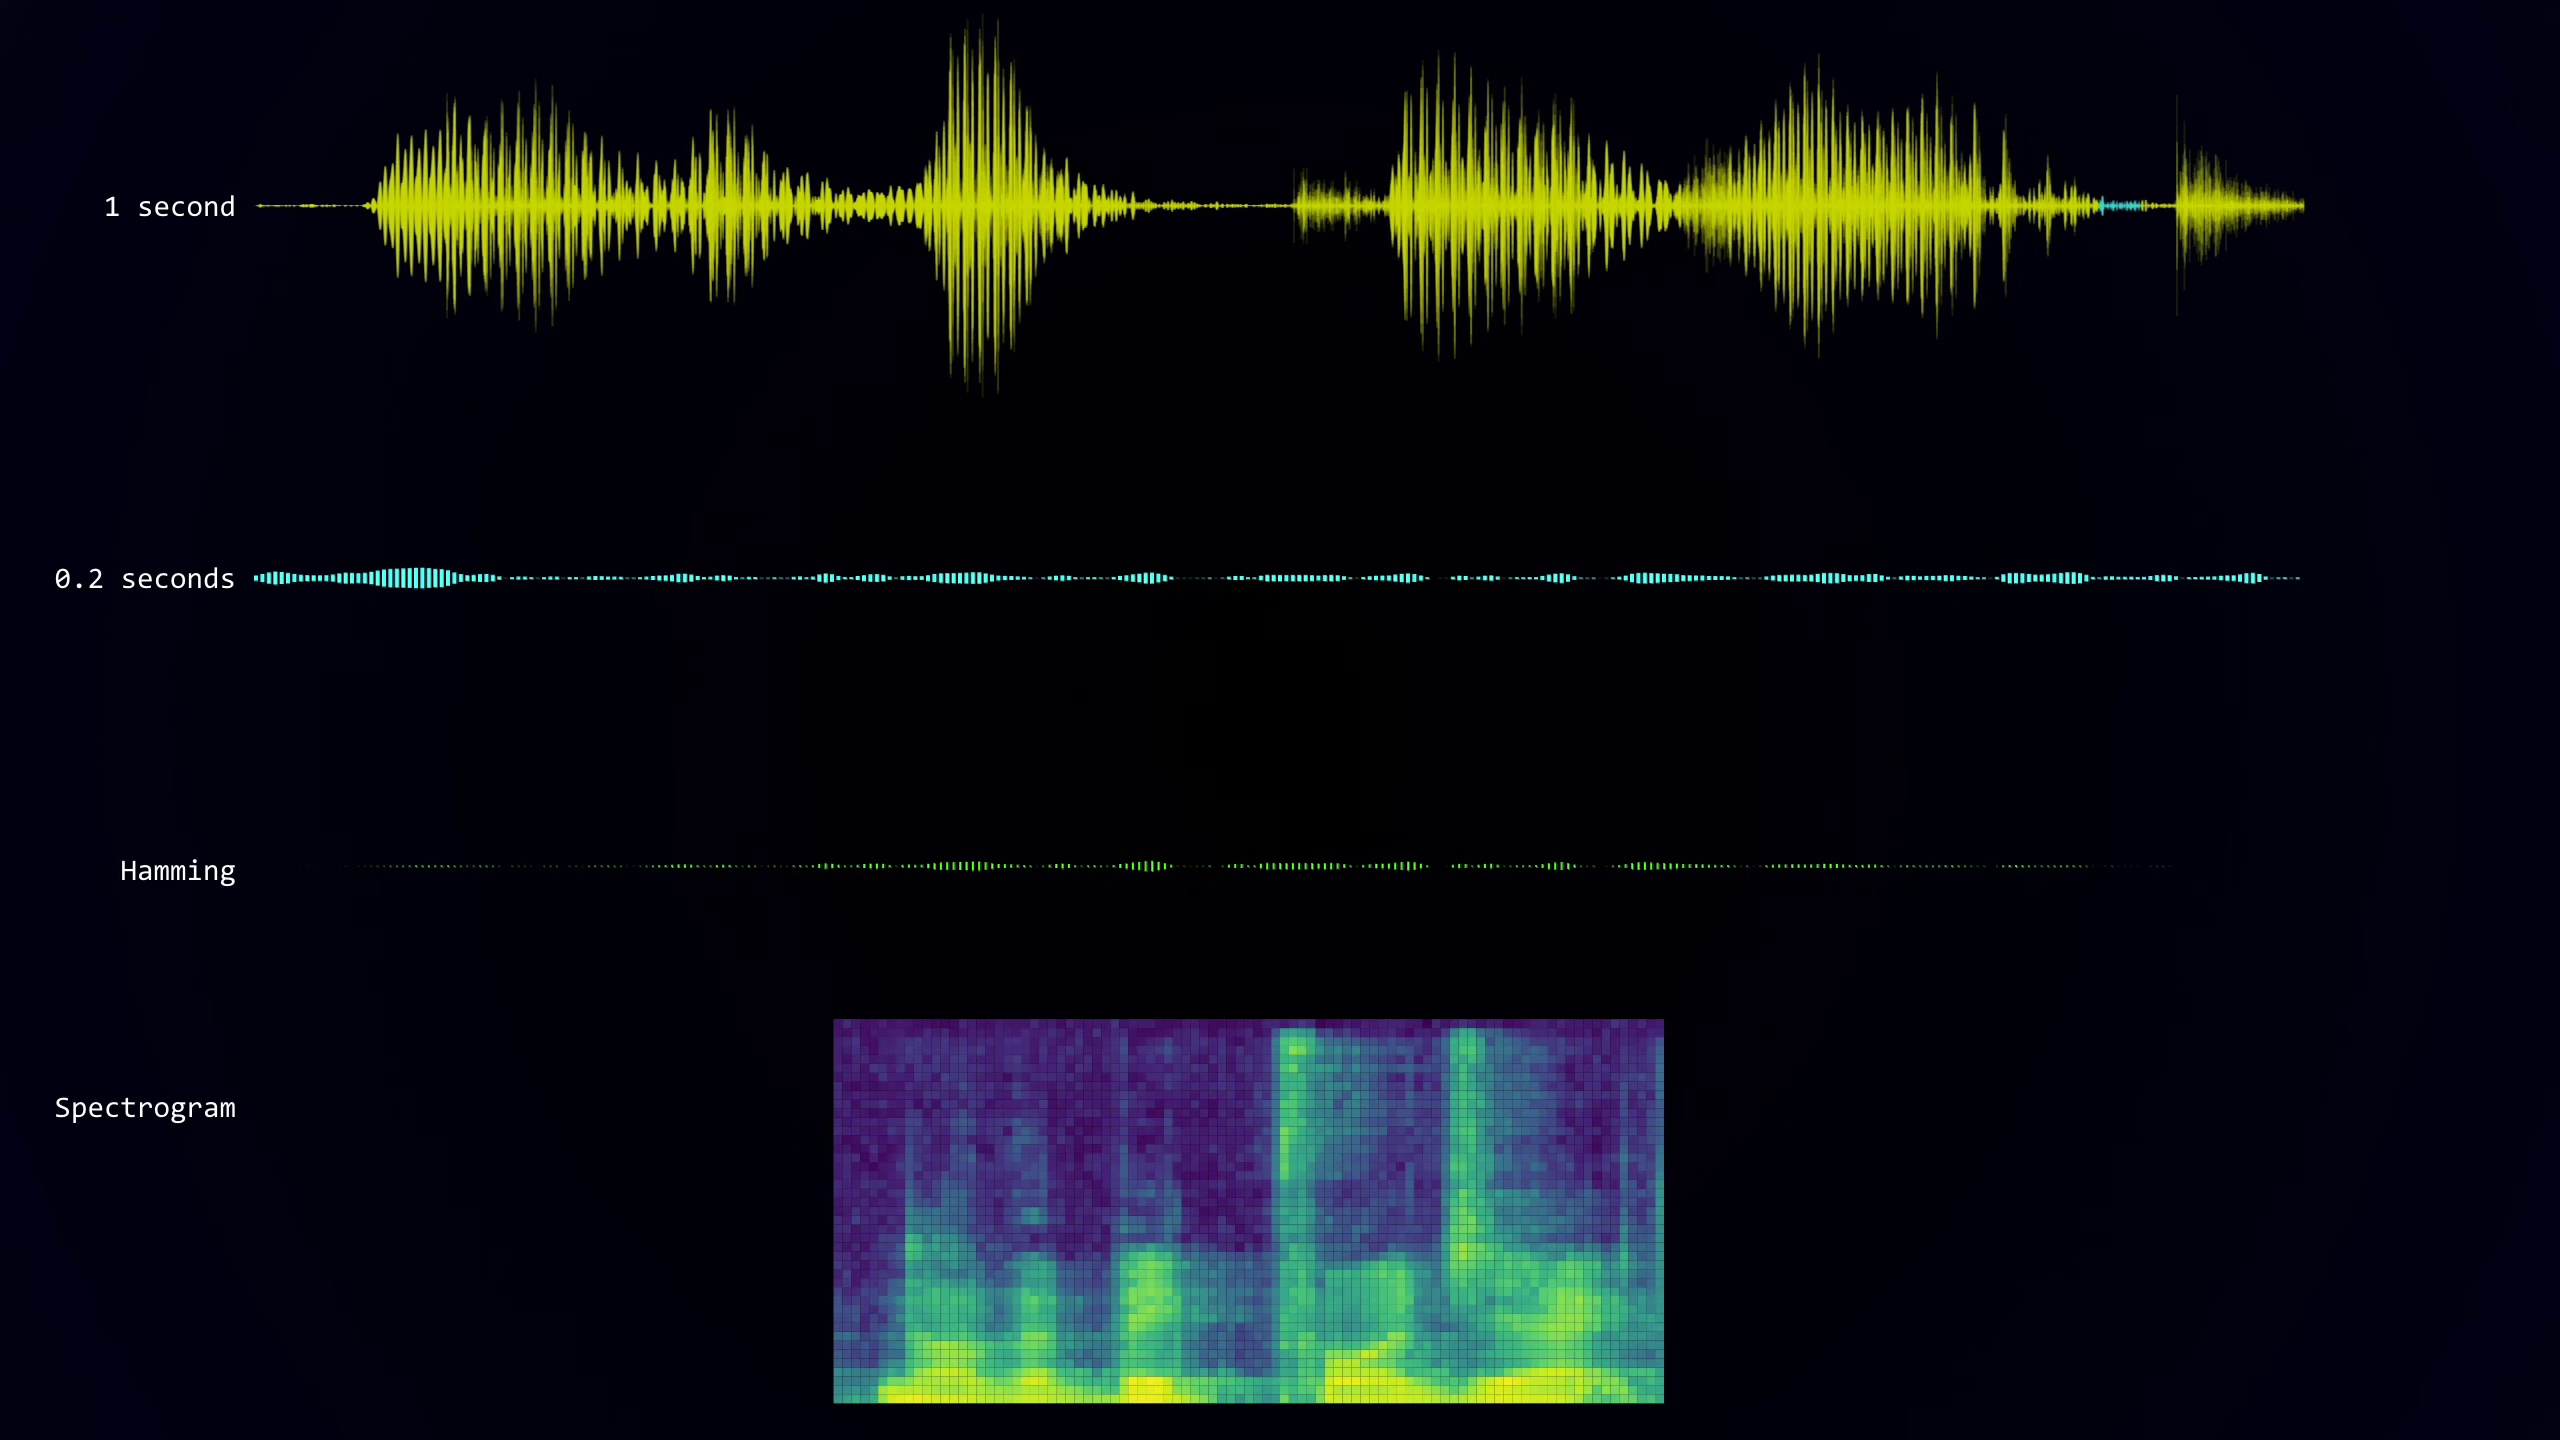 1 second
0.2 seconds
Hamming
Spectrogram